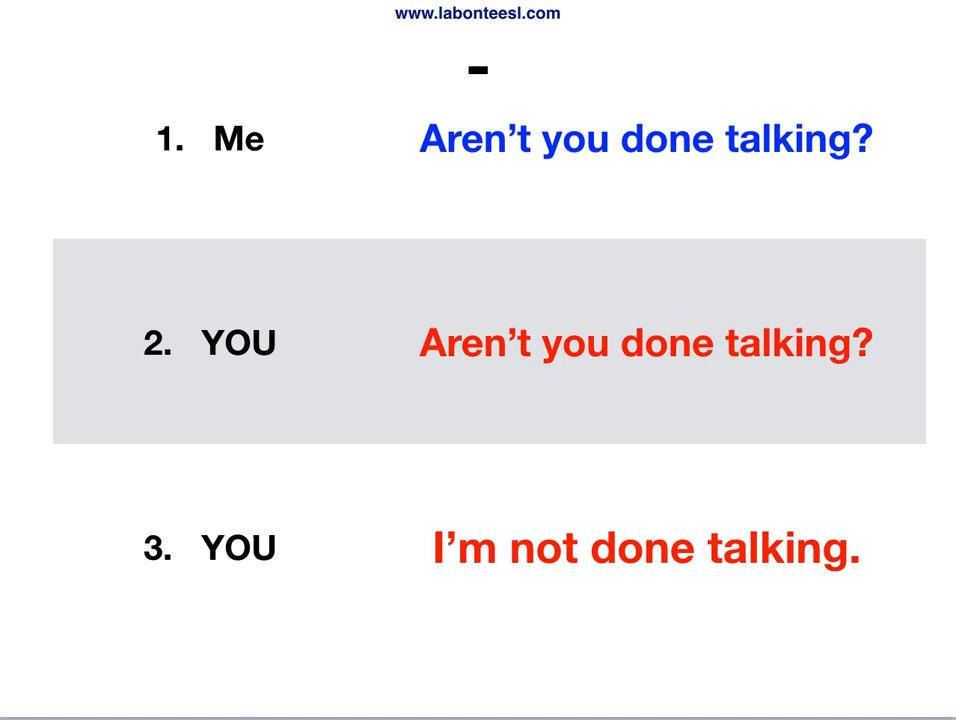 www.labonteesl.com
-
1. Me Aren’t you done talking?
2. YOU Aren’t you done talking?
3. YOU I’m not done talking.